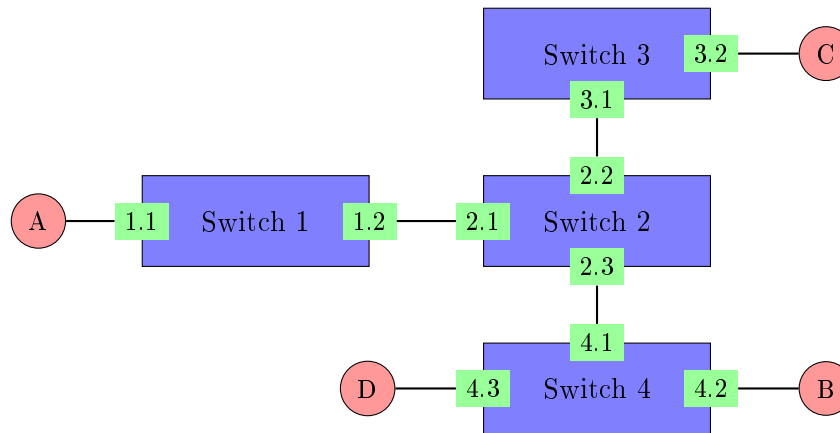 Switch 3
3.2
C
3.1
2.2
A
1.1
Switch 1
1.2
2.1
Switch 2
2.3
4.1
D
4.3
Switch 4
4.2
B